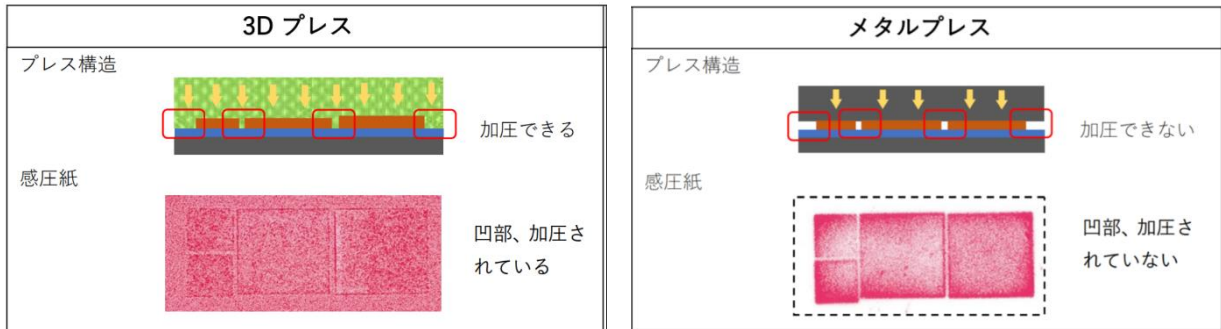 3D プレス
プレス構造
加圧できる
感圧紙
凹部、加圧さ
れている
メタルプレス
プレス構造
加圧できない
感圧紙
凹部、加圧さ
れていない